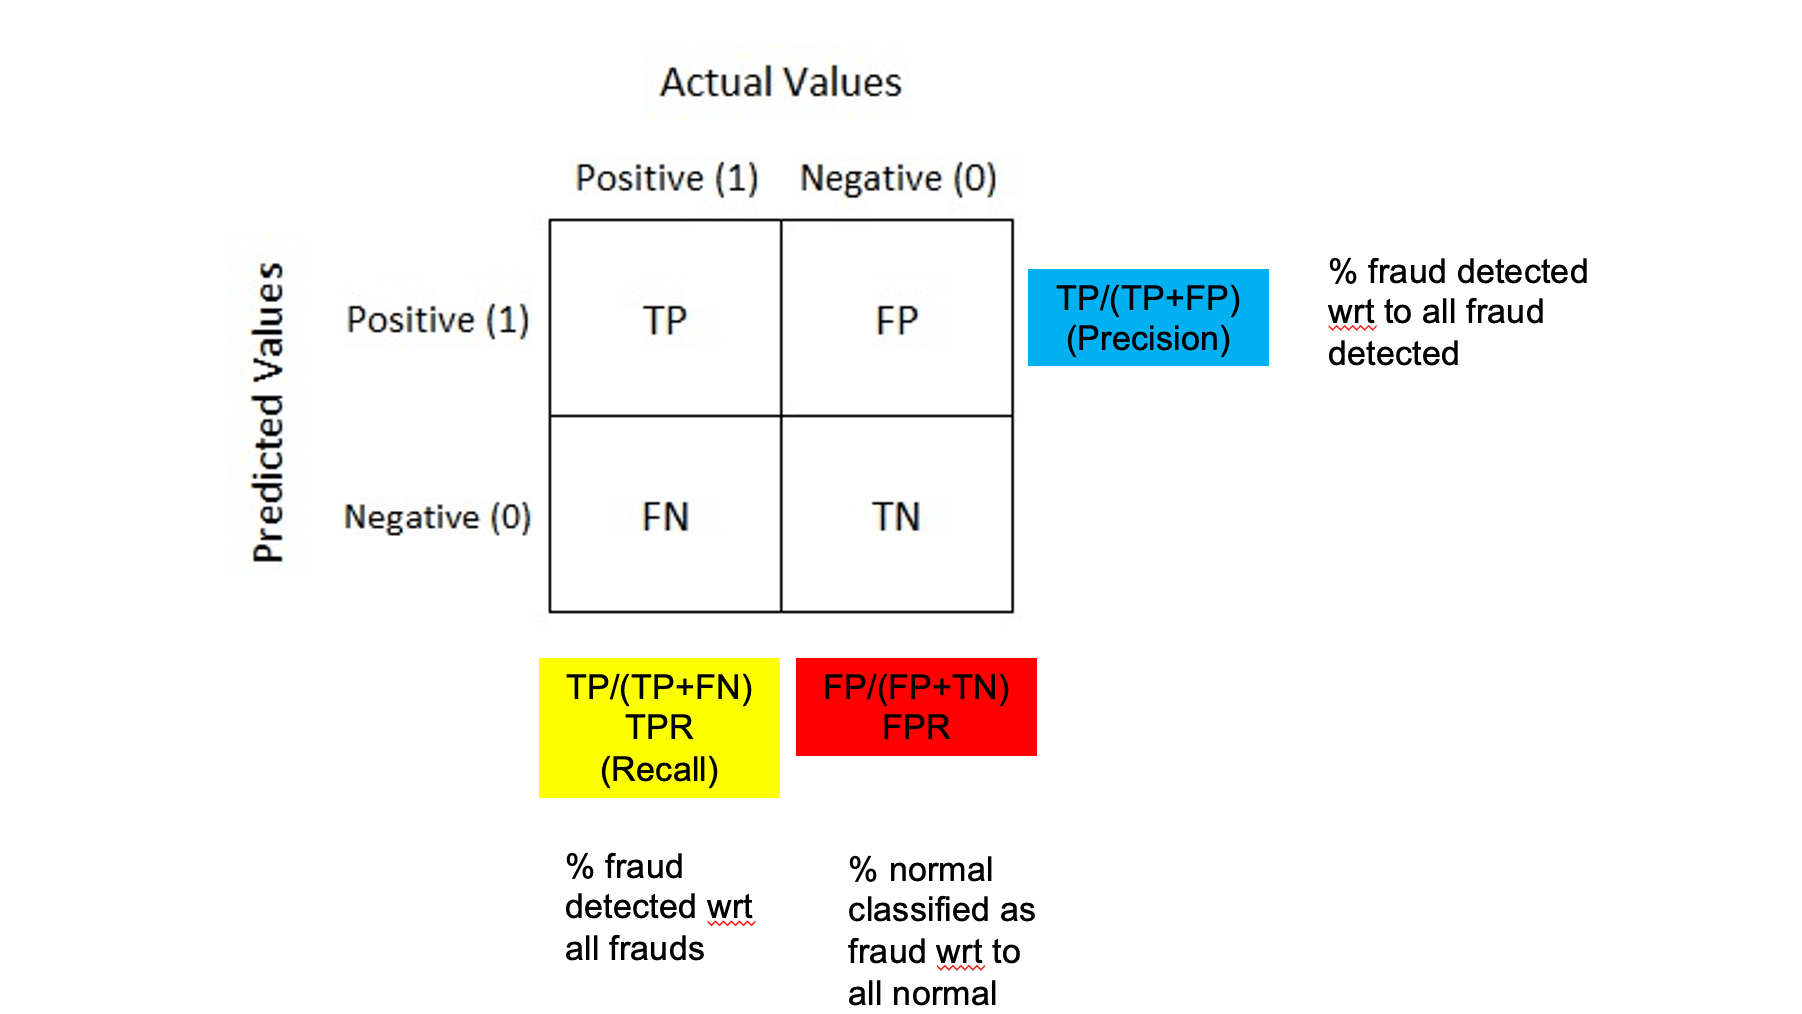 Actual Values
Positive (1) Negative (0)
Predicted Values
Positive (1) TP FP
TP/(TP+FP)
(Precision)
% fraud detected
wrt to all fraud
detected
Negative (0) FN TN
TP/(TP+FN)
TPR
(Recall)
FP/(FP+TN)
FPR
% fraud
detected wrt
all frauds
% normal
classified as
fraud wrt to
all normal